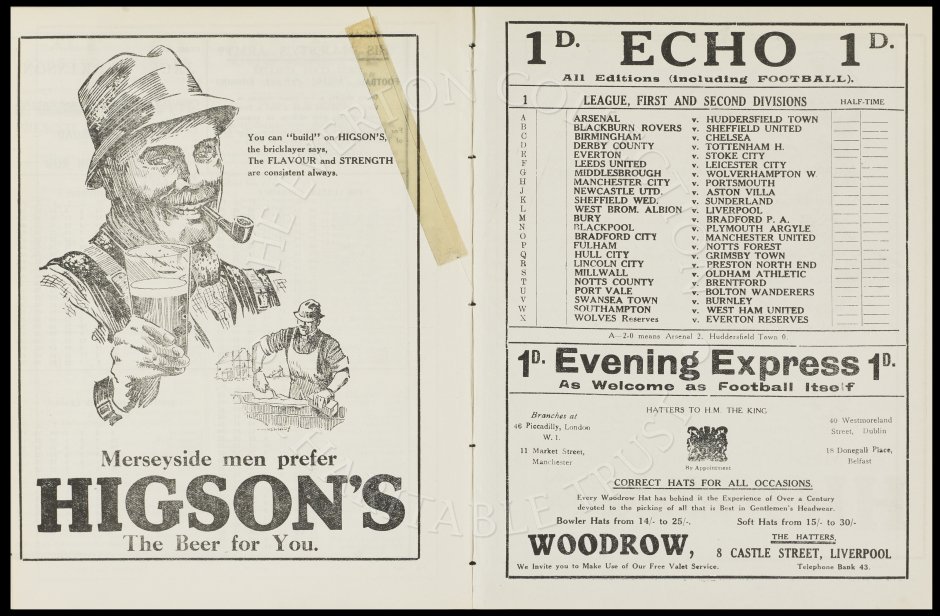 You can "build" on HIGSON'S,
the bricklayer says,
The FLAVOUR and STRENGTH
are consistent always.
Merseyside men prefer
HIGSON'S
The Beer for You.
1D. ECHO 1D.
All Editions (including FOOTBALL).
1 LEAGUE, FIRST AND SECOND DIVISIONS HALF-TIME
A ARSENAL v. HUDDERSFIELD TOWN
B BLACKBURN ROVERS v. SHEFFIELD UNITED
C BIRMINGHAM v. CHELSEA
D DERBY COUNTY v. TOTTENHAM H.
E EVERTON v. STOKE CITY
F LEEDS UNITED v. LEICESTER CITY
G MIDDLESBROUGH v. WOLVERHAMPTON W.
H MANCHESTER CITY v. PORTSMOUTH
J NEWCASTLE UTD. v. ASTON VILLA
K SHEFFIELD WED. v. SUNDERLAND
L WEST BROM. ALBION v. LIVERPOOL
M BURY v. BRADFORD P. A.
N BLACKPOOL v. PLYMOUTH ARGYLE
O BRADFORD CITY v. MANCHESTER UNITED
P FULHAM v. NOTTS FOREST
Q HULL CITY v. GRIMSBY TOWN
R LINCOLN CITY v. PRESTON NORTH END
S MILLWALL v. OLDHAM ATHLETIC
T NOTTS COUNTY v. BRENTFORD
U PORT VALE v. BOLTON WANDERERS
V SWANSEA TOWN v. BURNLEY
W SOUTHAMPTON v. WEST HAM UNITED
X WOLVES Reserves v. EVERTON RESERVES
A—2-0 means Arsenal 2, Huddersfield Town 0.
1D. Evening Express 1D.
As Welcome as Football Itself
HATTERS TO H.M. THE KING
Branches at
46 Piccadilly, London
W. 1.
11 Market Street,
Manchester
By Appointment
40 Westmoreland
Street, Dublin
18 Donegall Place,
Belfast
CORRECT HATS FOR ALL OCCASIONS.
Every Woodrow Hat has behind it the Experience of Over a Century
devoted to the picking of all that is Best in Gentlemen's Headwear.
Bowler Hats from 14/- to 25/-. Soft Hats from 15/- to 30/-
WOODROW, THE HATTERS,
8 CASTLE STREET, LIVERPOOL
We Invite you to Make Use of Our Free Valet Service. Telephone Bank 43.